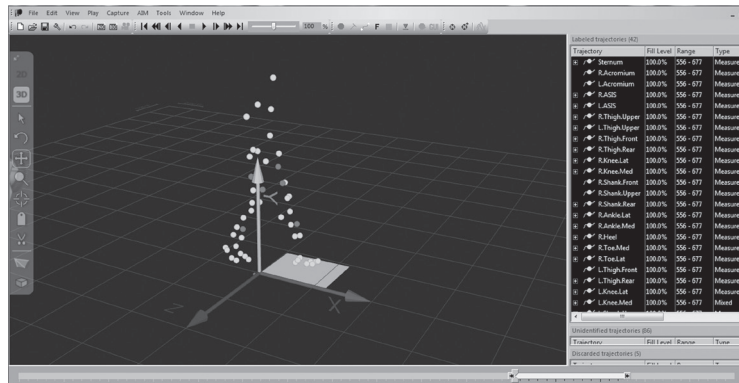 File Edit View Play Capture AIM Tools Window Help
100 %
F
Labeled trajectories (42)
Trajectory Fill Level Range Type
Sternum 100.0% 556 - 677 Measure
R.Acromium 100.0% 556 - 677 Measure
L.Acromium 100.0% 556 - 677 Measure
R.ASIS 100.0% 556 - 677 Measure
L.ASIS 100.0% 556 - 677 Measure
R.Thigh.Upper 100.0% 556 - 677 Measure
L.Thigh.Upper 100.0% 556 - 677 Measure
R.Thigh.Front 100.0% 556 - 677 Measure
R.Thigh.Rear 100.0% 556 - 677 Measure
R.Knee.Lat 100.0% 556 - 677 Measure
R.Knee.Med 100.0% 556 - 677 Measure
R.Shank.Front 100.0% 556 - 677 Measure
R.Shank.Upper 100.0% 556 - 677 Measure
R.Shank.Rear 100.0% 556 - 677 Measure
R.Ankle.Lat 100.0% 556 - 677 Measure
R.Ankle.Med 100.0% 556 - 677 Measure
R.Heel 100.0% 556 - 677 Measure
R.Toe.Med 100.0% 556 - 677 Measure
R.Toe.Lat 100.0% 556 - 677 Measure
L.Thigh.Front 100.0% 556 - 677 Measure
L.Thigh.Rear 100.0% 556 - 677 Measure
L.Knee.Lat 100.0% 556 - 677 Measure
L.Knee.Med 100.0% 556 - 677 Mixed
Unidentified trajectories (86)
Trajectory Fill Level Range Type
Discarded trajectories (5)
2D
3D
Y
Z
X